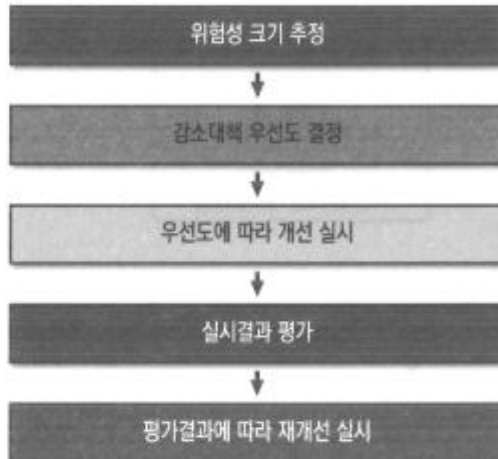 위험성 크기 추정
감소대책 우선도 결정
우선도에 따라 개선 실시
실시결과 평가
평가결과에 따라 재개선 실시